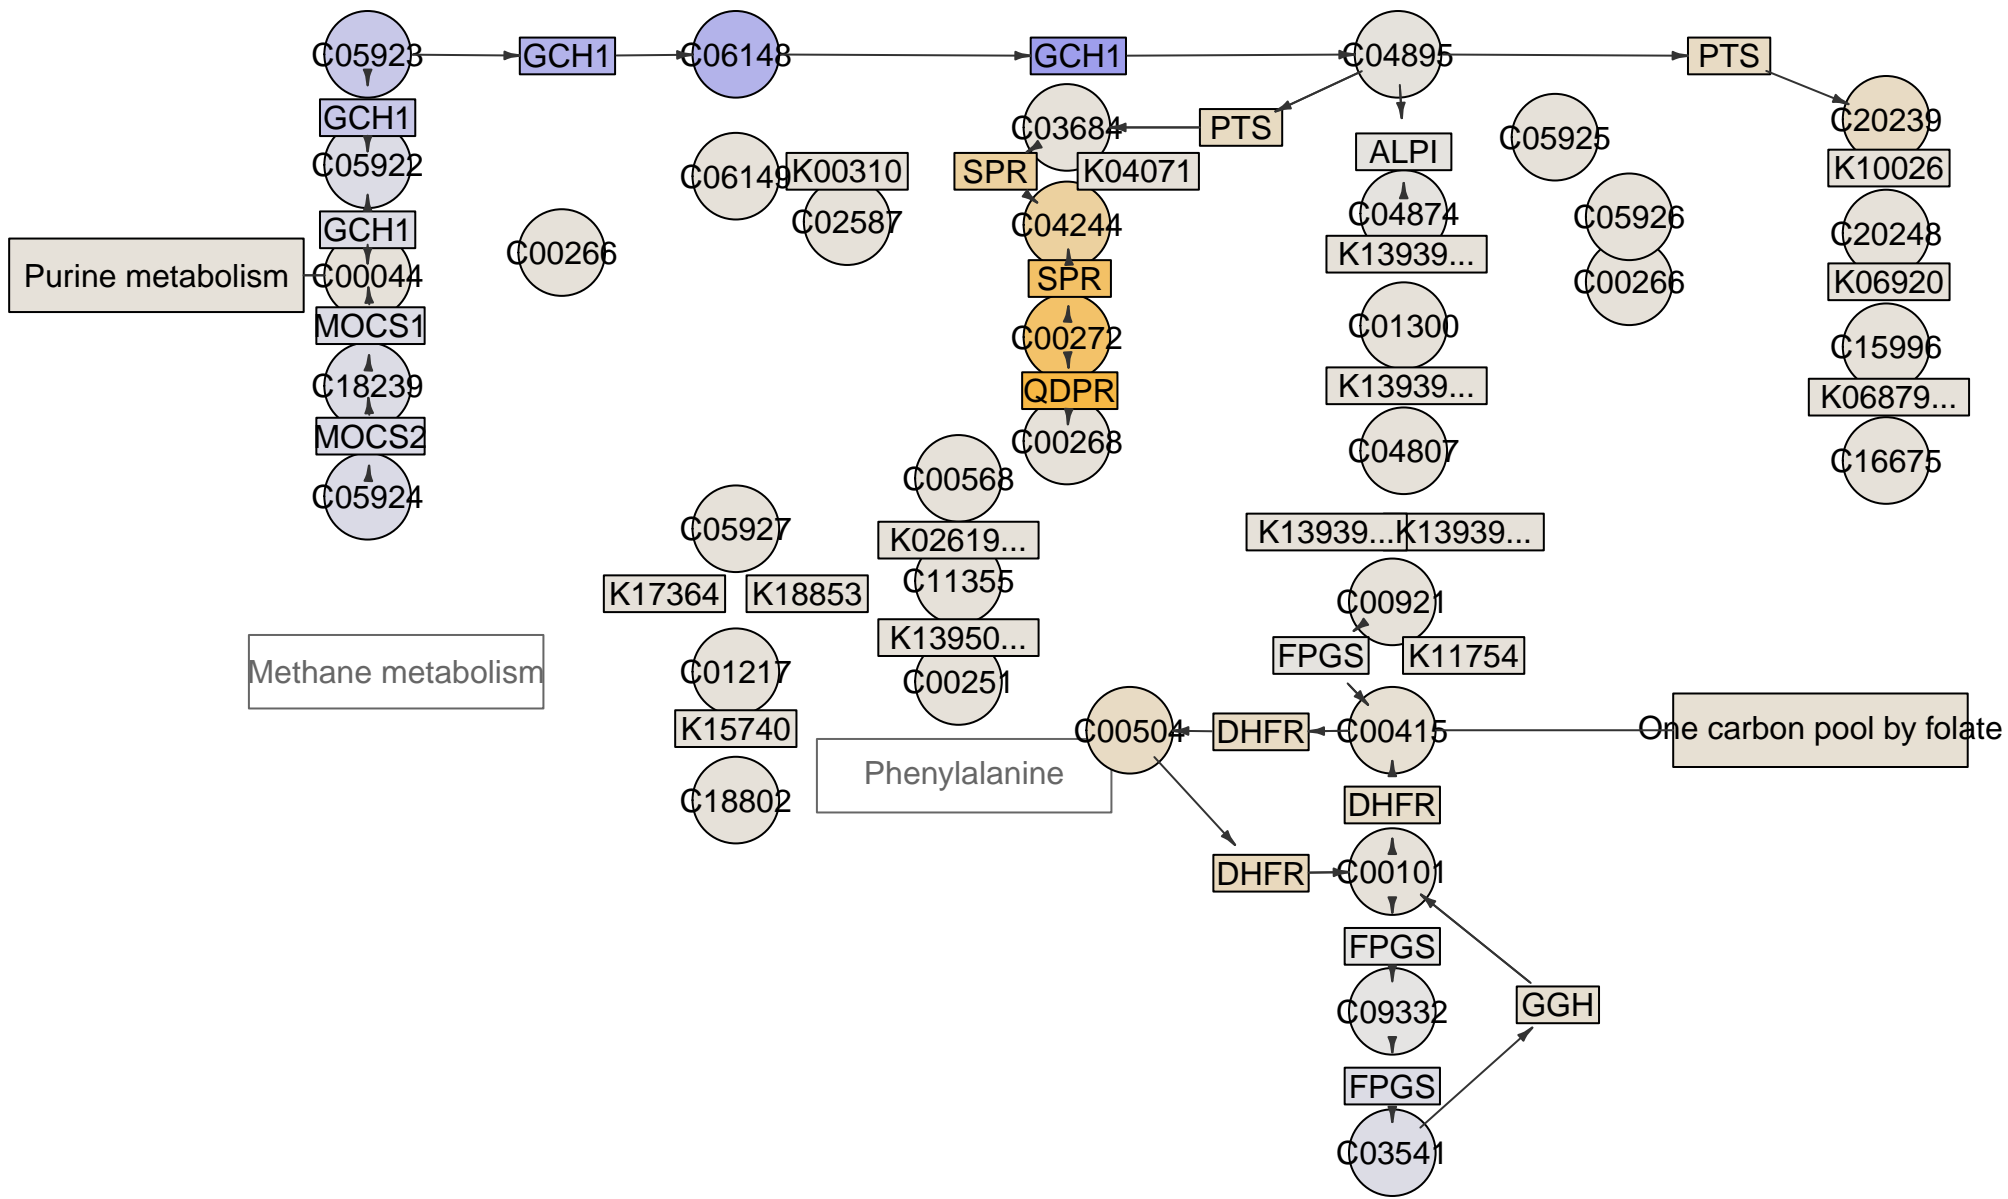 C05923
GCH1
C06148
GCH1
C04895
PTS
GCH1
C03684
PTS
C20239
C05925
ALPI
C05922
C06149
K00310
SPR
K04071
K10026
GCH1
C02587
C04244
C04874
C05926
C20248
C00266
K13939...
Purine metabolism
C00044
SPR
C00266
K06920
MOCS1
C00272
C01300
C15996
C18239
QDPR
K13939...
K06879...
MOCS2
C00268
C04807
C16675
C05924
C00568
C05927
K02619...
K13939...
K13939...
K17364
K18853
C11355
C00921
K13950...
FPGS
K11754
Methane metabolism
C01217
C00251
K15740
C00504
DHFR
C00415
One carbon pool by folate
Phenylalanine
C18802
DHFR
DHFR
C00101
FPGS
C09332
GGH
FPGS
C03541